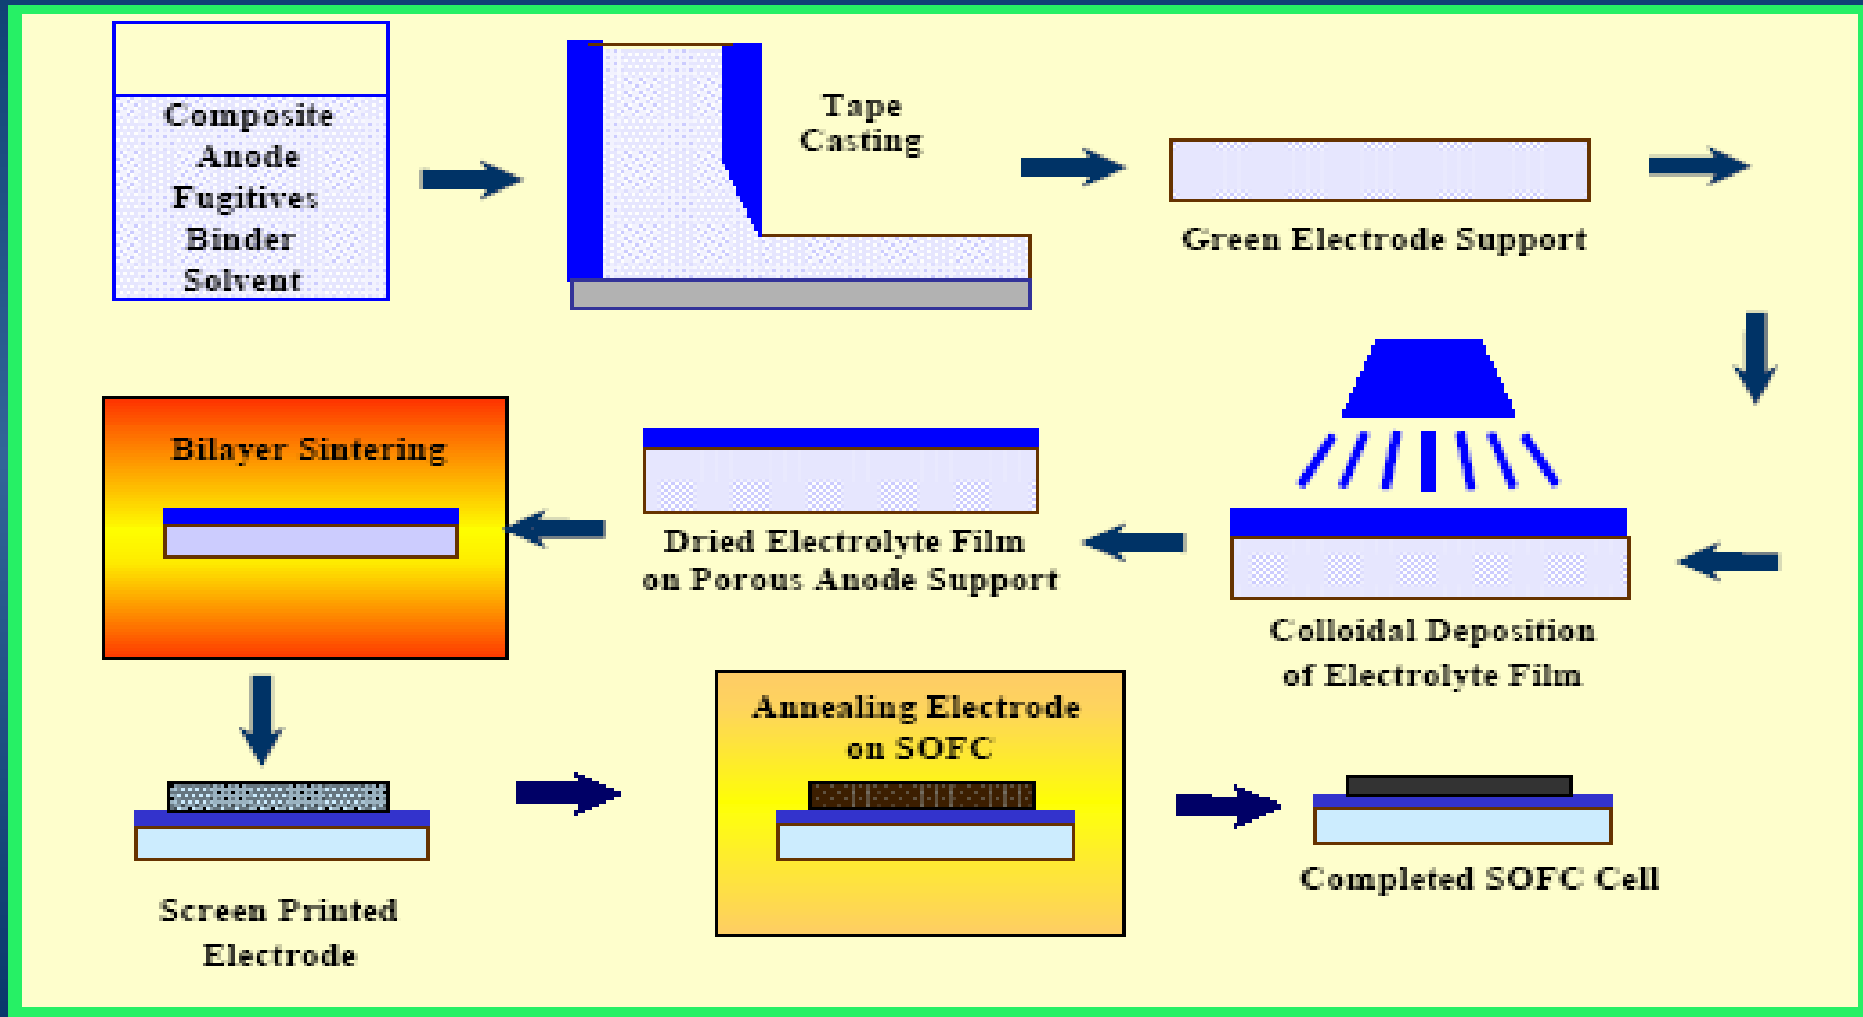 Composite
Anode
Fugitives
Binder
Solvent
Tape
Casting
Green Electrode Support
Bilayer Sintering
Dried Electrolyte Film
on Porous Anode Support
Colloidal Deposition
of Electrolyte Film
Screen Printed
Electrode
Annealing Electrode
on SOFC
Completed SOFC Cell